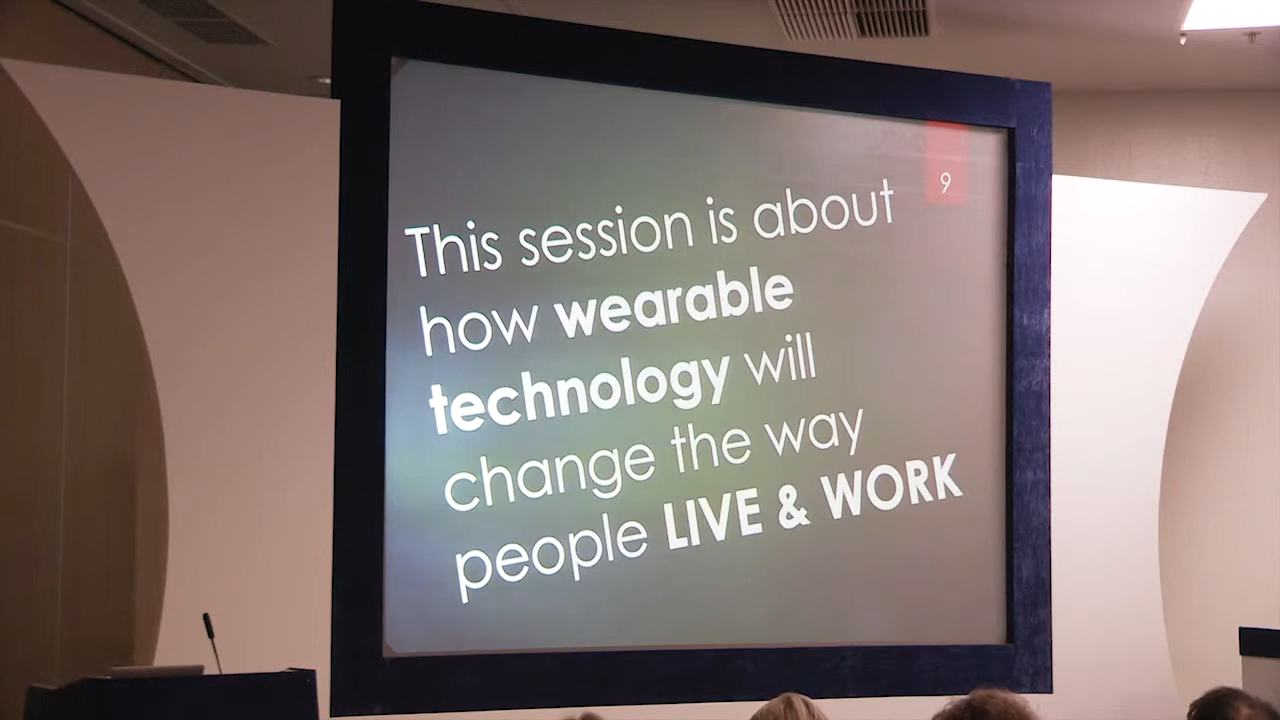 9
This session is about
how wearable
technology will
change the way
people LIVE & WORK